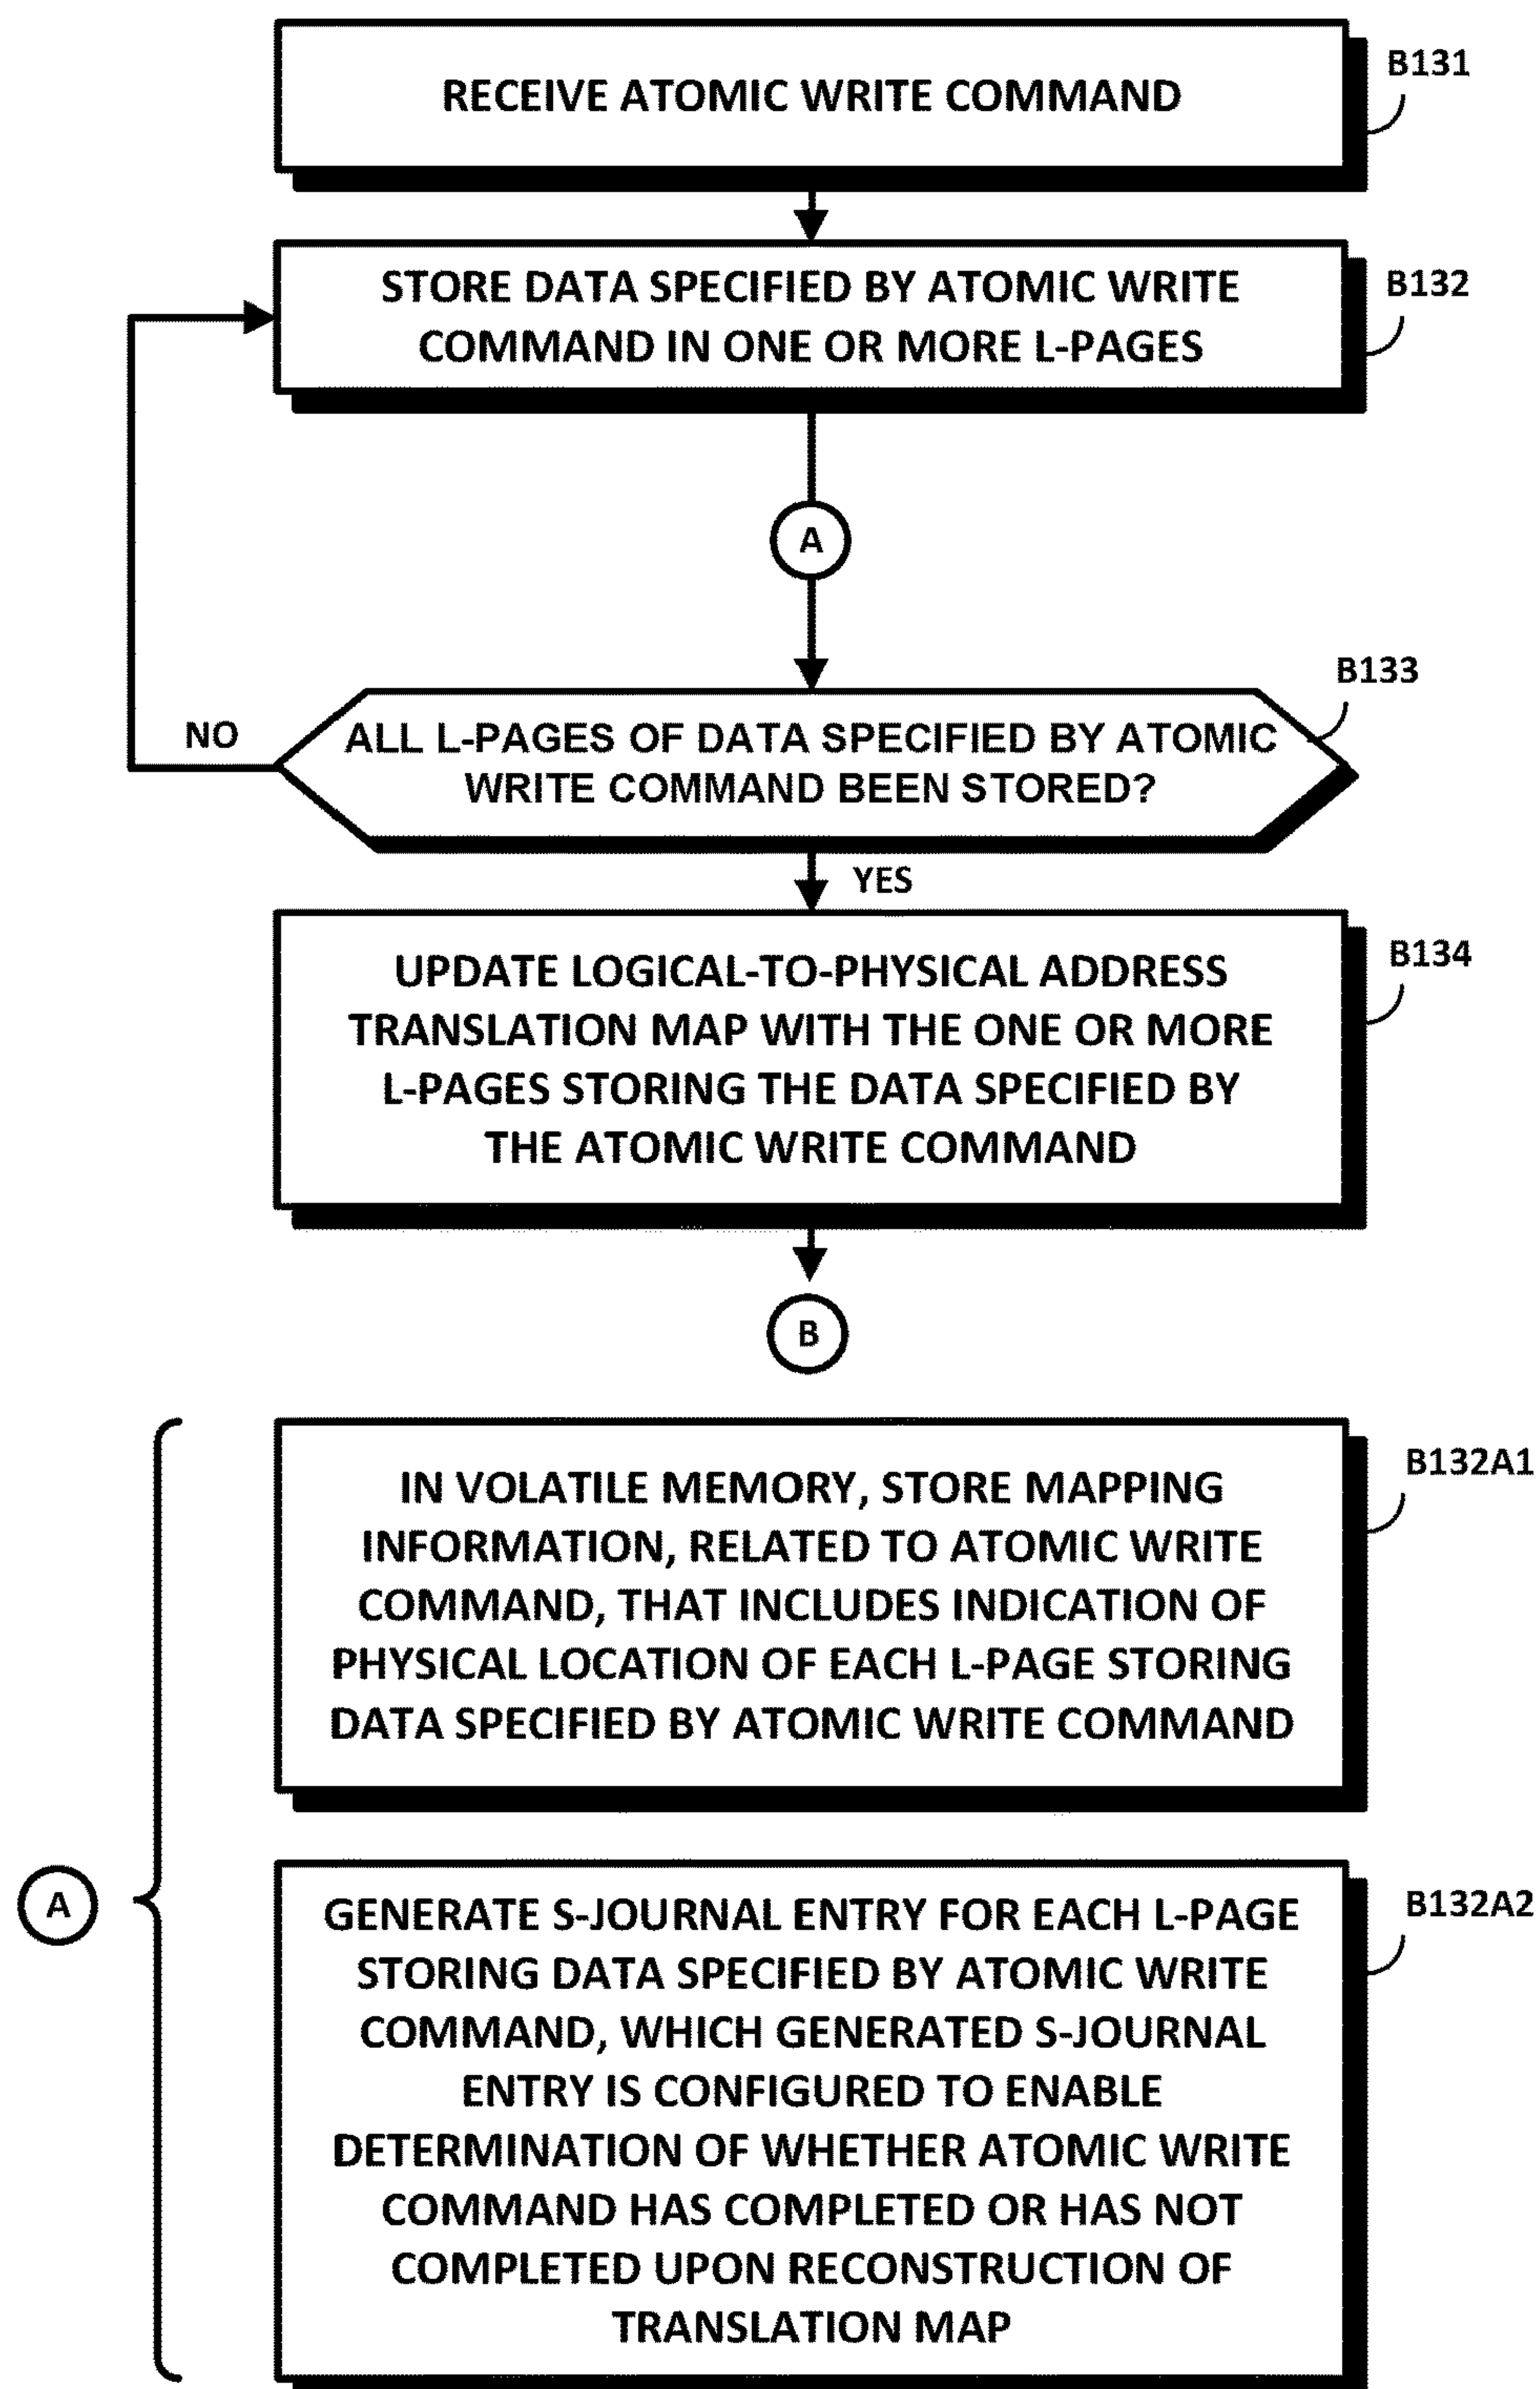 RECEIVE ATOMIC WRITE COMMAND
B131
STORE DATA SPECIFIED BY ATOMIC WRITE
COMMAND IN ONE OR MORE L-PAGES
B132
A
B133
ALL L-PAGES OF DATA SPECIFIED BY ATOMIC
WRITE COMMAND BEEN STORED?
NO
YES
UPDATE LOGICAL-TO-PHYSICAL ADDRESS
TRANSLATION MAP WITH THE ONE OR MORE
L-PAGES STORING THE DATA SPECIFIED BY
THE ATOMIC WRITE COMMAND
B134
B
IN VOLATILE MEMORY, STORE MAPPING
INFORMATION, RELATED TO ATOMIC WRITE
COMMAND, THAT INCLUDES INDICATION OF
PHYSICAL LOCATION OF EACH L-PAGE STORING
DATA SPECIFIED BY ATOMIC WRITE COMMAND
B132A1
A
GENERATE S-JOURNAL ENTRY FOR EACH L-PAGE
STORING DATA SPECIFIED BY ATOMIC WRITE
COMMAND, WHICH GENERATED S-JOURNAL
ENTRY IS CONFIGURED TO ENABLE
DETERMINATION OF WHETHER ATOMIC WRITE
COMMAND HAS COMPLETED OR HAS NOT
COMPLETED UPON RECONSTRUCTION OF
TRANSLATION MAP
B132A2